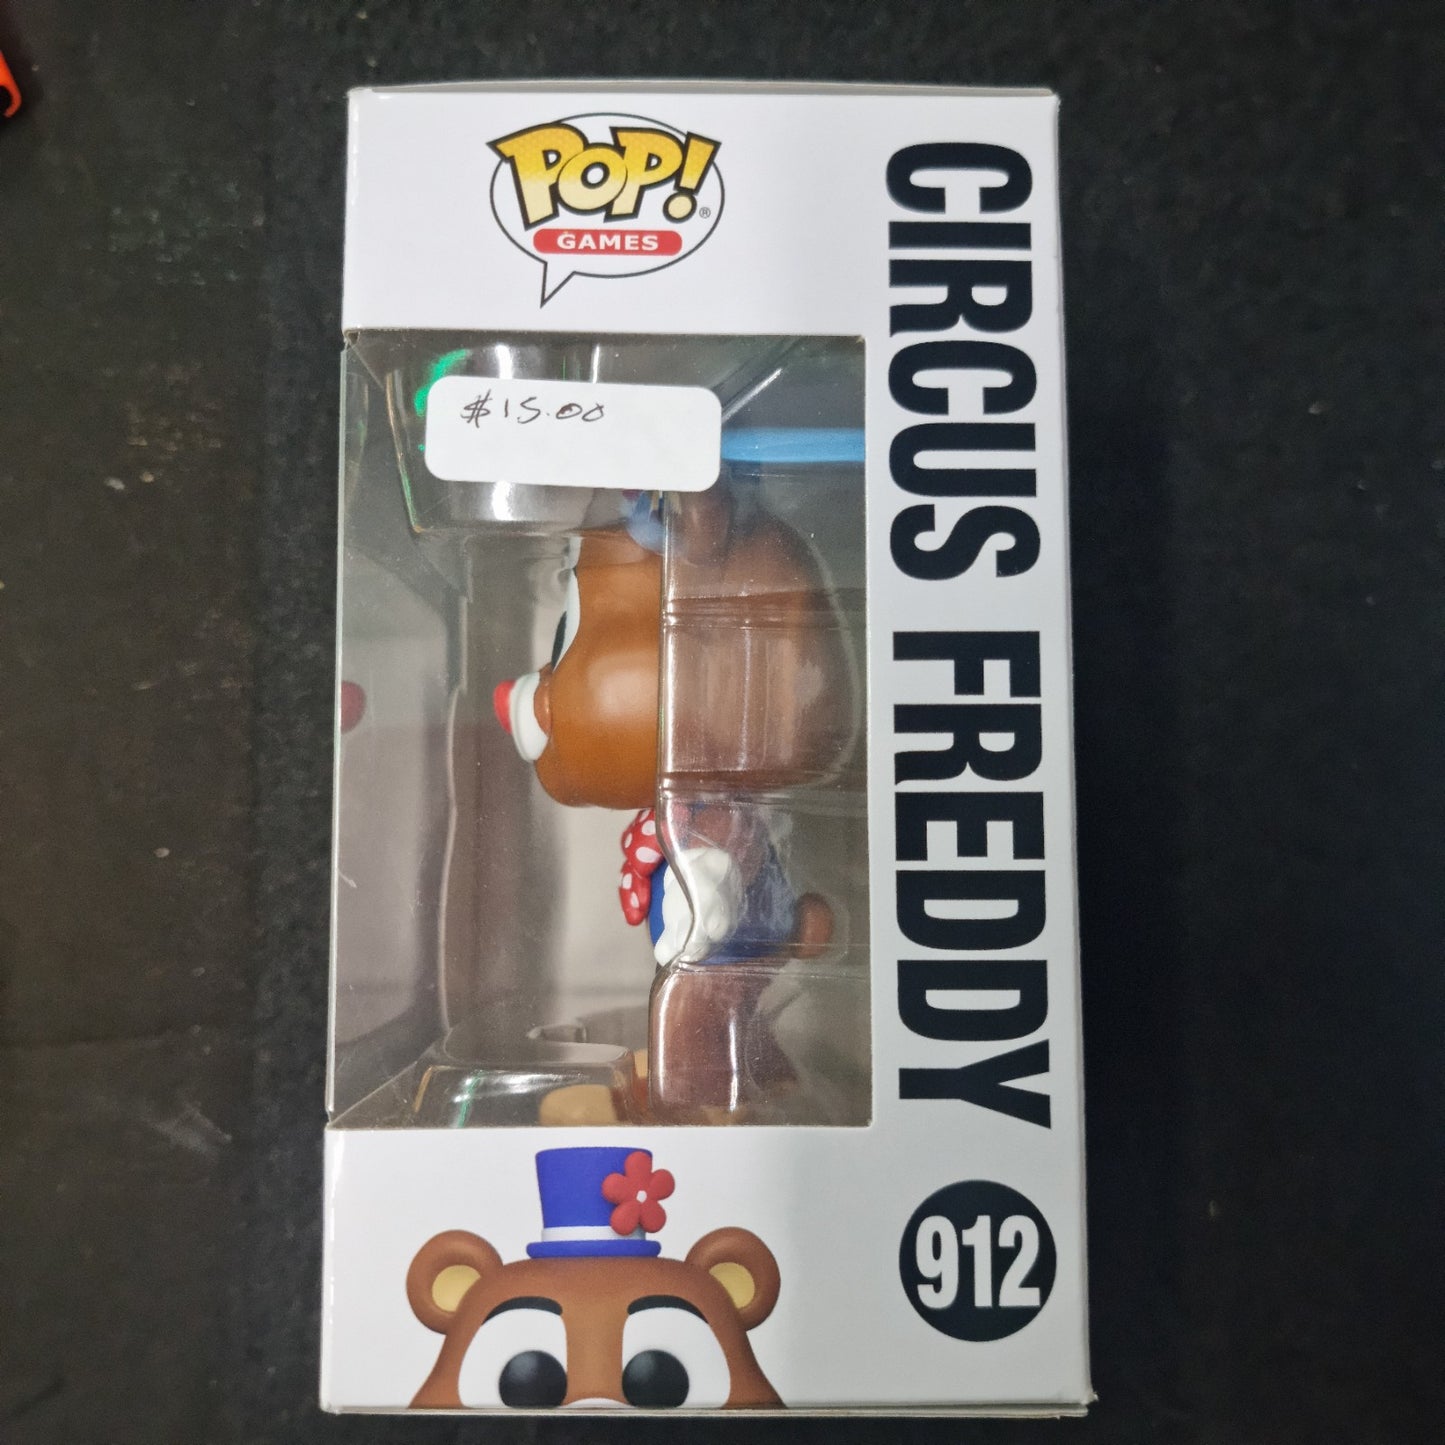 POP!®
GAMES
$15.00
CIRCUS FREDDY
912